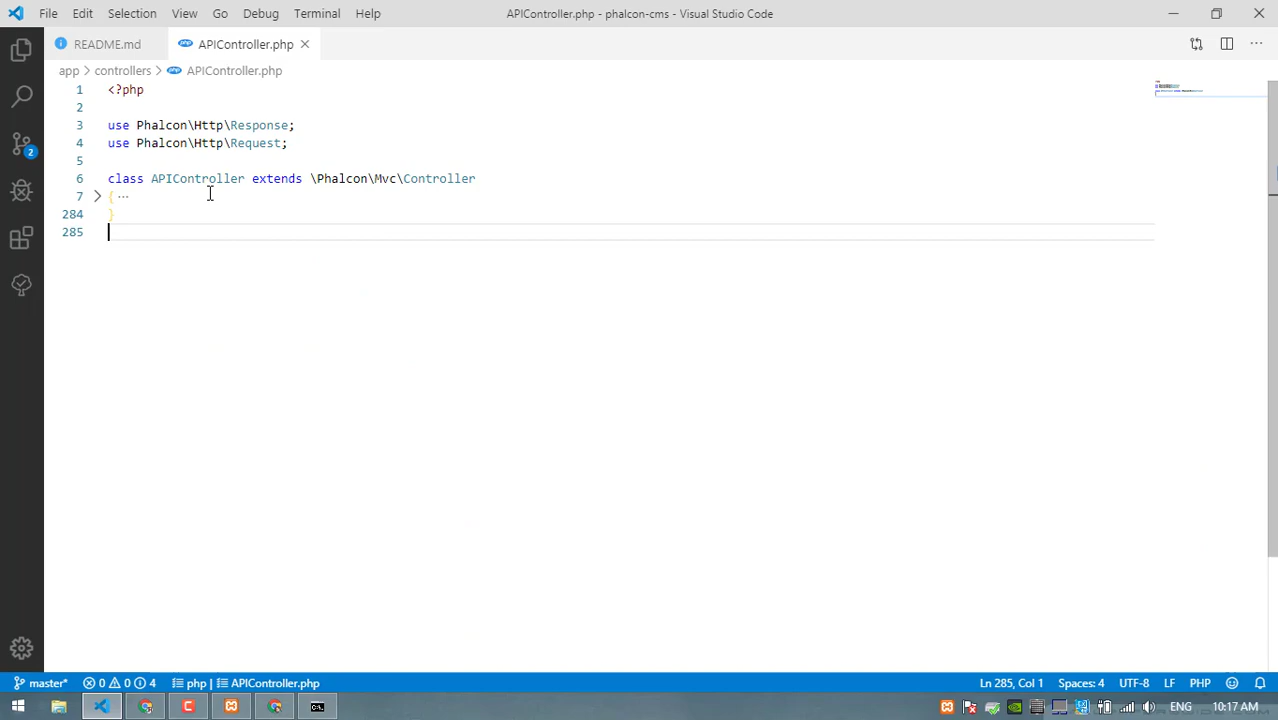 File Edit Selection View Go Debug Terminal Help APIController.php - phalcon-cms - Visual Studio Code
README.md APIController.php
app controllers APIController.php
1 <?php
2
3 use Phalcon\Http\Response;
4 use Phalcon\Http\Request;
5
6 class APIController extends \Phalcon\Mvc\Controller
7 { ...
284 }
285
2
master* 0 0 4 php | APIController.php Ln 285, Col 1 Spaces: 4 UTF-8 LF PHP
ENG 10:17 AM